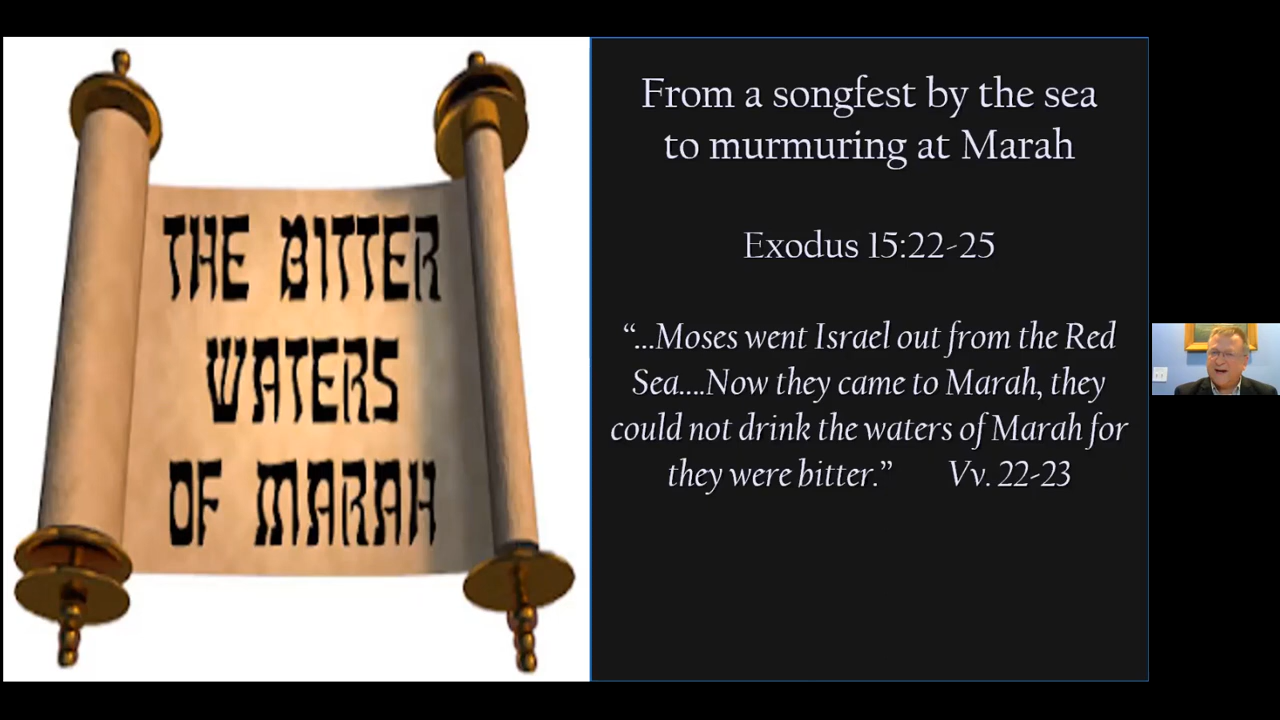 THE BITTER
WATERS
OF MARAH
From a songfest by the sea
to murmuring at Marah
Exodus 15:22-25
“...Moses went Israel out from the Red
Sea....Now they came to Marah, they
could not drink the waters of Marah for
they were bitter.” Vv. 22-23